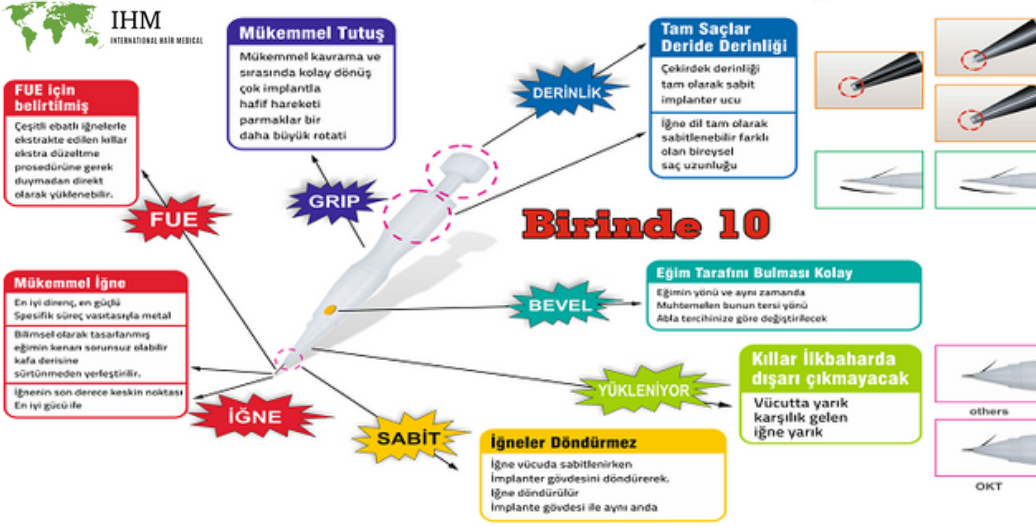 IHM
INTERNATIONAL HAIR MEDICAL
Mükemmel Tutuş
Mükemmel kavrama ve
sırasında kolay dönüş
çok implantla
hafif hareketi
parmaklar bir
daha büyük rotati
Tam Saçlar
Deride Derinliği
Çekirdek derinliği
tam olarak sabit
implanter ucu
İğne dil tam olarak
sabitlenebilir farklı
olan bireysel
saç uzunluğu
DERİNLİK
FUE için
belirtilmiş
Çeşitli ebatlı iğnelerle
ekstrakte edilen kıllar
ekstra düzeltme
prosedürüne gerek
duymadan direkt
olarak yüklenebilir.
FUE
GRIP
Birinde 10
Mükemmel İğne
En iyi direnç, en güçlü
Spesifik süreç vasıtasıyla metal
Bilimsel olarak tasarlanmış
eğimin kenarı sorunsuz olabilir
kafa derisine
sürtünmeden yerleştirilir.
İğnenin son derece keskin noktası
En iyi gücü ile
BEVEL
Eğim Tarafını Bulması Kolay
Eğimin yönü ve aynı zamanda
Muhtemelen bunun tersi yönü
Abla tercihinize göre değiştirilecek
YÜKLENİYOR
Kıllar İlkbaharda
dışarı çıkmayacak
Vücutta yarık
karşılık gelen
iğne yarık
İĞNE
SABİT
İğneler Döndürmez
İğne vücuda sabitlenirken
İmplanter gövdesini döndürerek.
Iğne döndürülür
İmplante gövdesi ile aynı anda
others
OKT